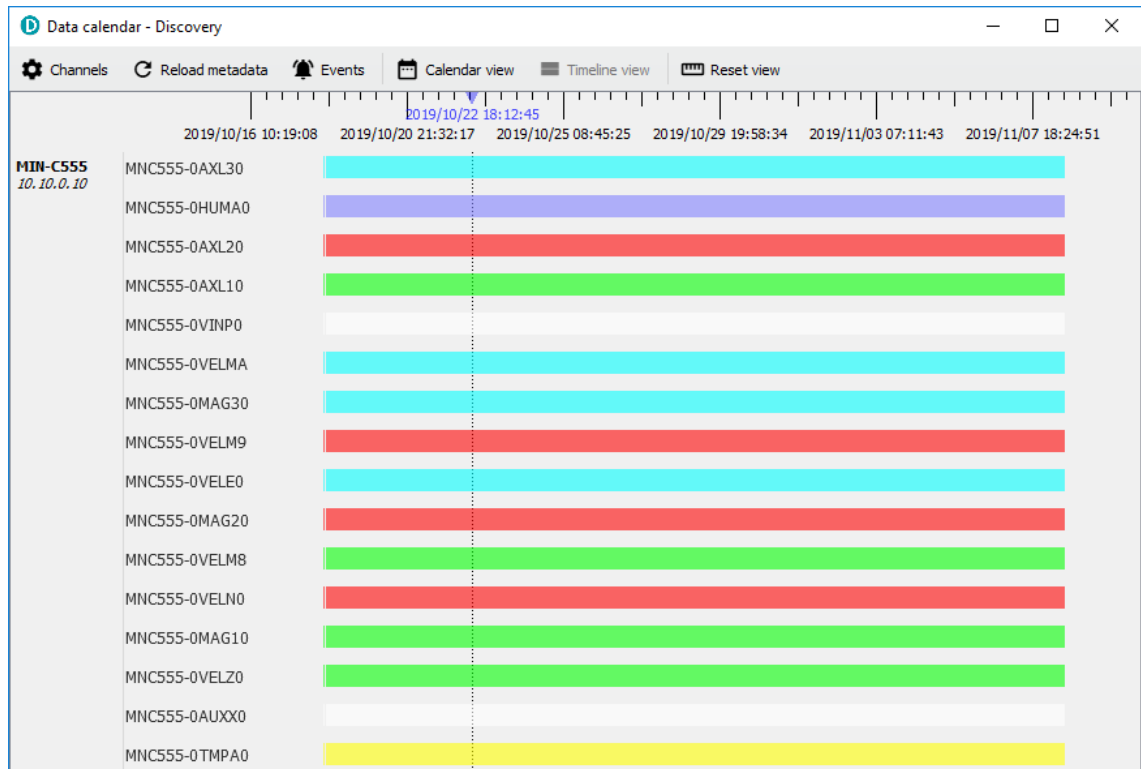 Data calendar - Discovery
Channels Reload metadata Events Calendar view Timeline view Reset view
2019/10/22 18:12:45
2019/10/16 10:19:08 2019/10/20 21:32:17 2019/10/25 08:45:25 2019/10/29 19:58:34 2019/11/03 07:11:43 2019/11/07 18:24:51
MIN-C555
10.10.0.10
MNC555-0AXL30
MNC555-0HUMA0
MNC555-0AXL20
MNC555-0AXL10
MNC555-0VINP0
MNC555-0VELMA
MNC555-0MAG30
MNC555-0VELM9
MNC555-0VELE0
MNC555-0MAG20
MNC555-0VELM8
MNC555-0VELN0
MNC555-0MAG10
MNC555-0VELZ0
MNC555-0AUXX0
MNC555-0TMPA0